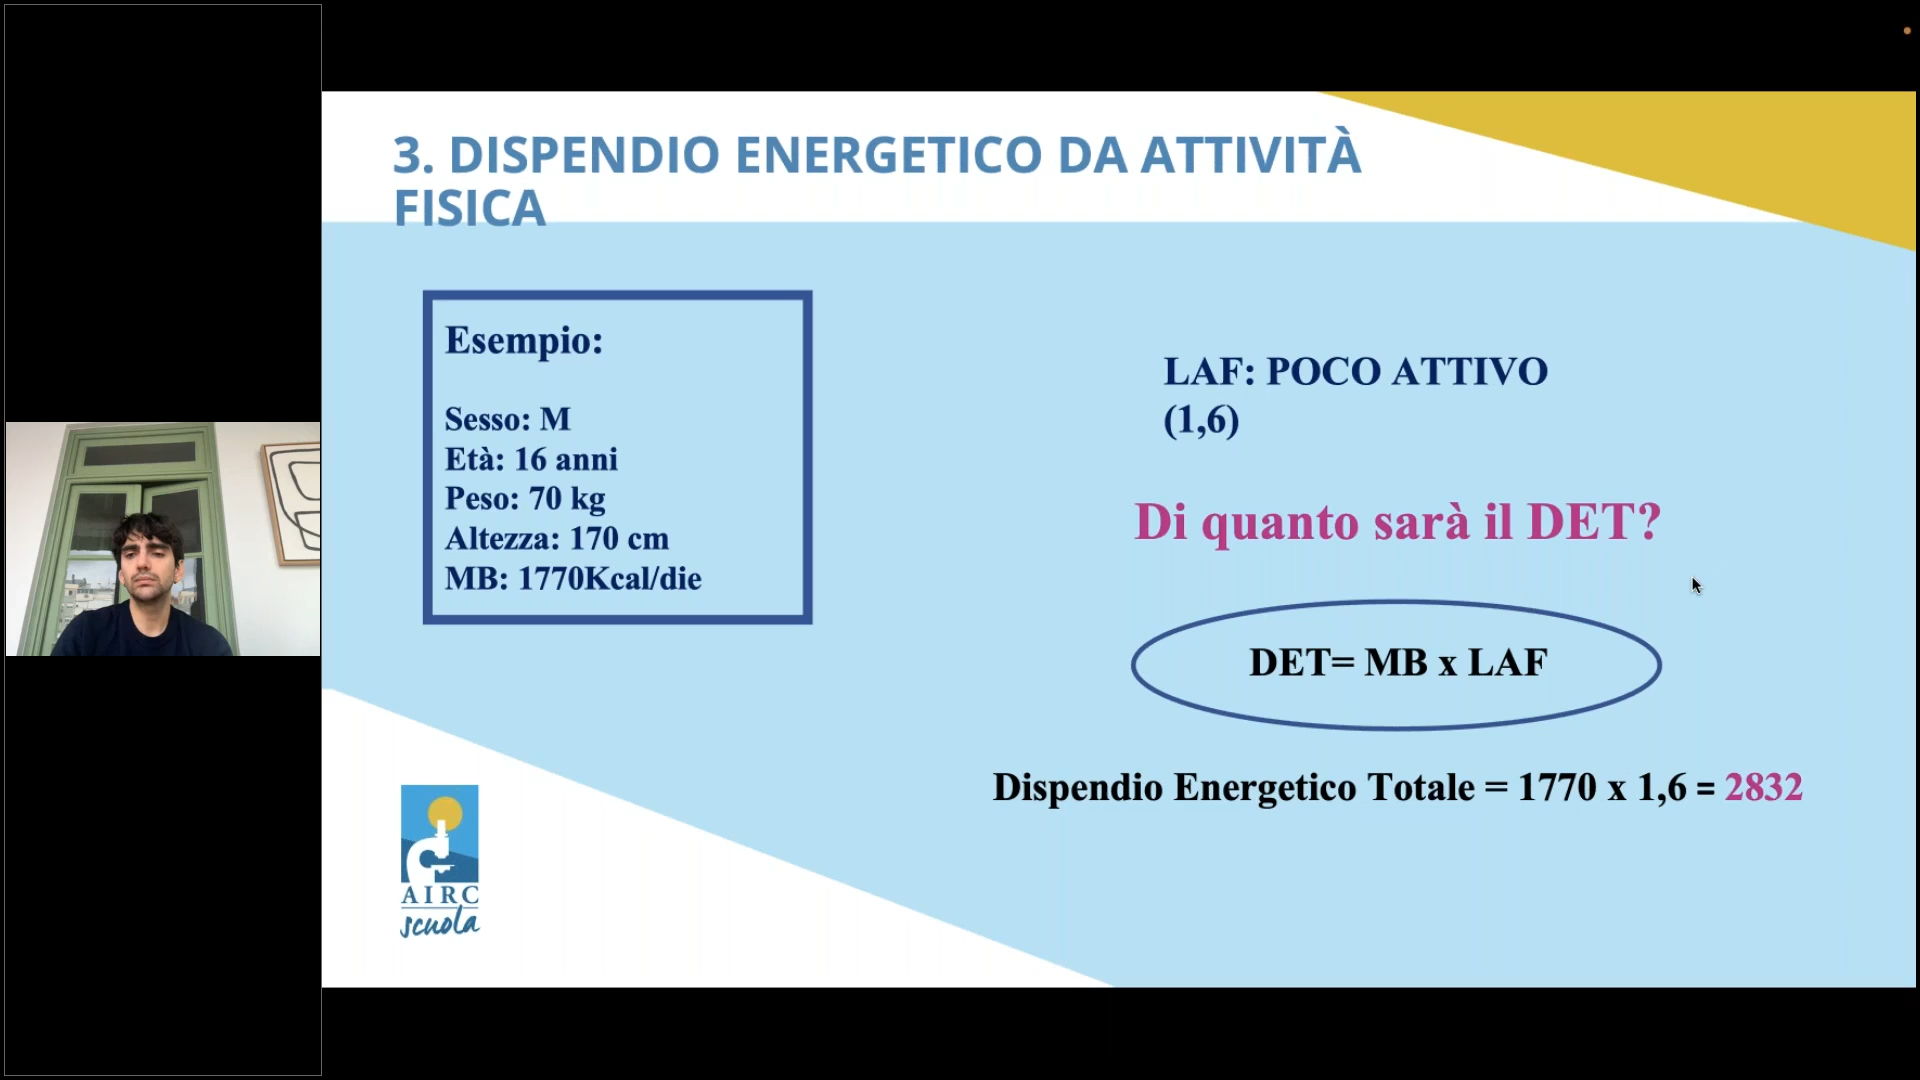 3. DISPENDIO ENERGETICO DA ATTIVITÀ
FISICA
Esempio:
Sesso: M
Età: 16 anni
Peso: 70 kg
Altezza: 170 cm
MB: 1770Kcal/die
LAF: POCO ATTIVO
(1,6)
Di quanto sarà il DET?
DET= MB x LAF
Dispendio Energetico Totale = 1770 x 1,6 = 2832
AIRC
scuola